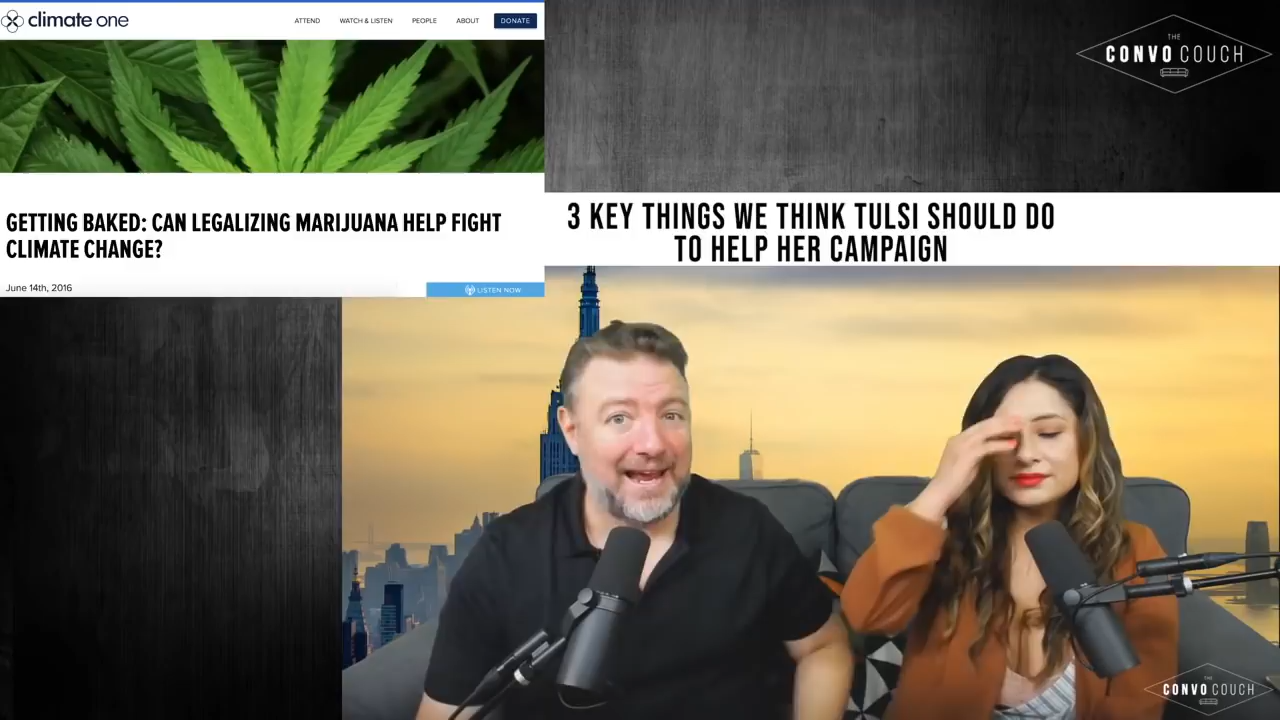 climate one
ATTEND WATCH & LISTEN PEOPLE ABOUT DONATE
GETTING BAKED: CAN LEGALIZING MARIJUANA HELP FIGHT
CLIMATE CHANGE?
June 14th, 2016
LISTEN NOW
THE
CONVO COUCH
3 KEY THINGS WE THINK TULSI SHOULD DO
TO HELP HER CAMPAIGN
THE
CONVO COUCH